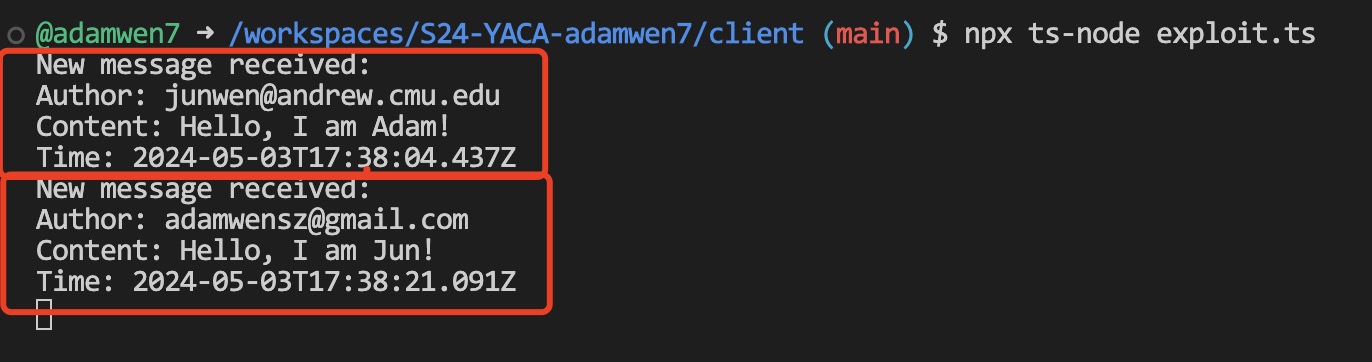 @adamwen7 → /workspaces/S24-YACA-adamwen7/client (main) $ npx ts-node exploit.ts
New message received:
Author: junwen@andrew.cmu.edu
Content: Hello, I am Adam!
Time: 2024-05-03T17:38:04.437Z
New message received:
Author: adamwensz@gmail.com
Content: Hello, I am Jun!
Time: 2024-05-03T17:38:21.091Z